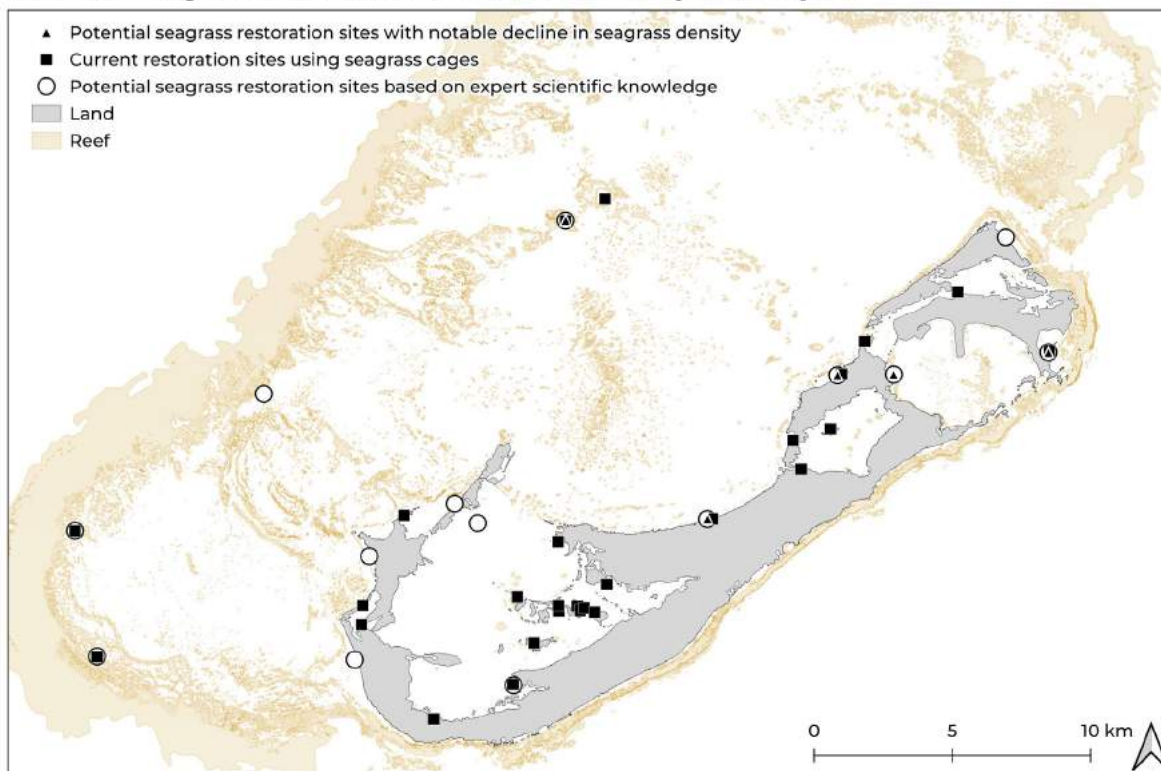 Potential seagrass restoration sites with notable decline in seagrass density
Current restoration sites using seagrass cages
Potential seagrass restoration sites based on expert scientific knowledge
Land
Reef
0 5 10 km